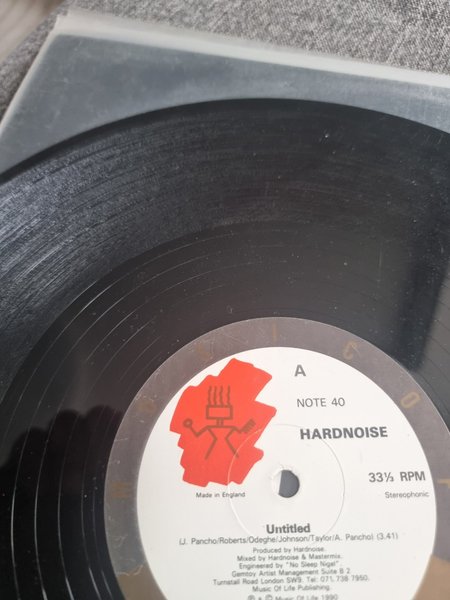 A
NOTE 40
HARDNOISE
33⅓ RPM
Made in England
Stereophonic
Untitled
(J. Pancho/Roberts/Odeghe/Johnson/Taylor/A. Pancho) (3.41)
Produced by Hardnoise.
Mixed by Hardnoise & Mastermix.
Engineered by "No Sleep Nigel"
Gemtoy Artist Management Suite B 2
Turnstall Road London SW9. Tel: 071, 738 7950.
Music Of Life Publishing.
℗ & © Music Of Life 1990